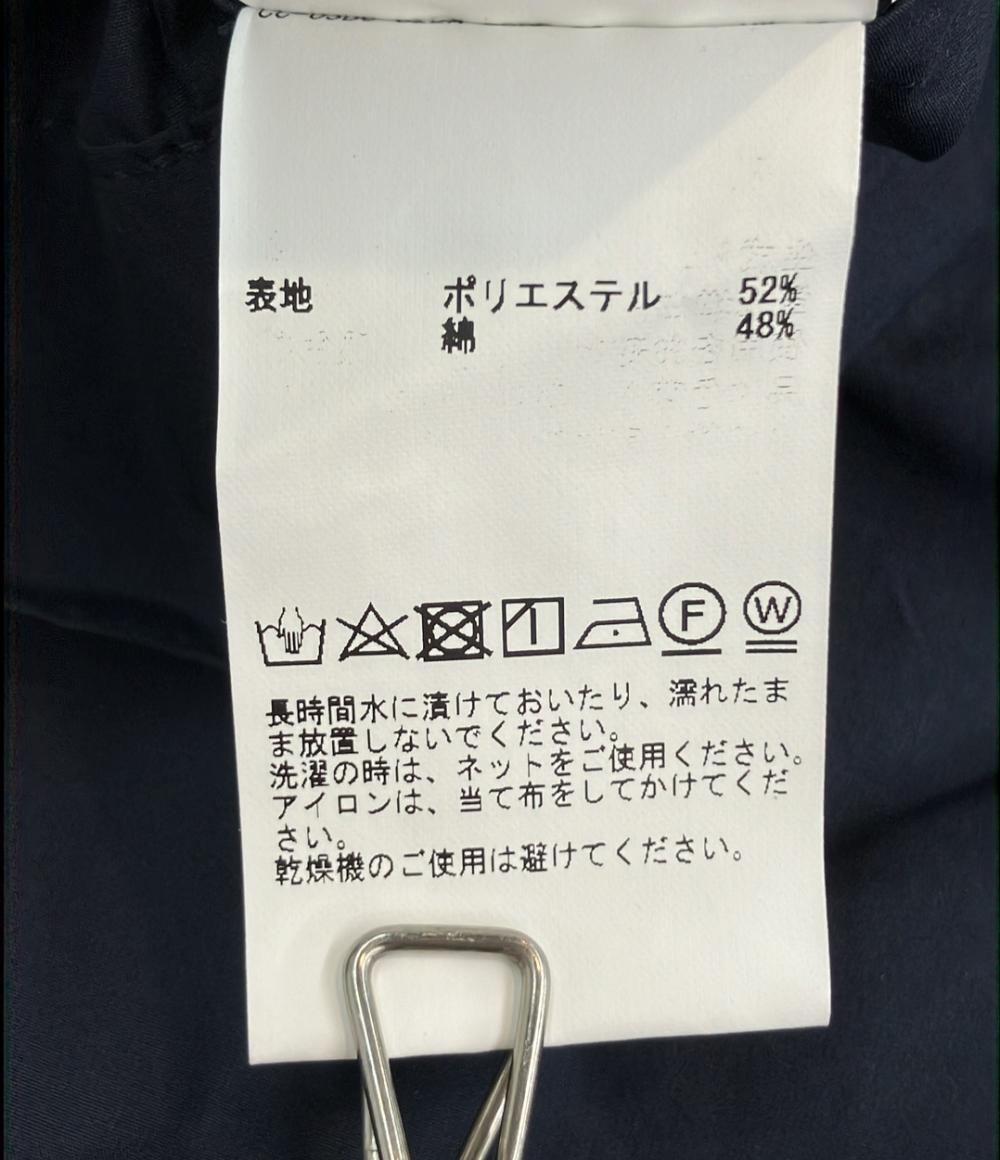 表地 ポリエステル 52%
綿 48%
F W
長時間水に漬けておいたり、濡れたま
ま放置しないでください。
洗濯の時は、ネットをご使用ください。
アイロンは、当て布をしてかけてくだ
さい。
乾燥機のご使用は避けてください。